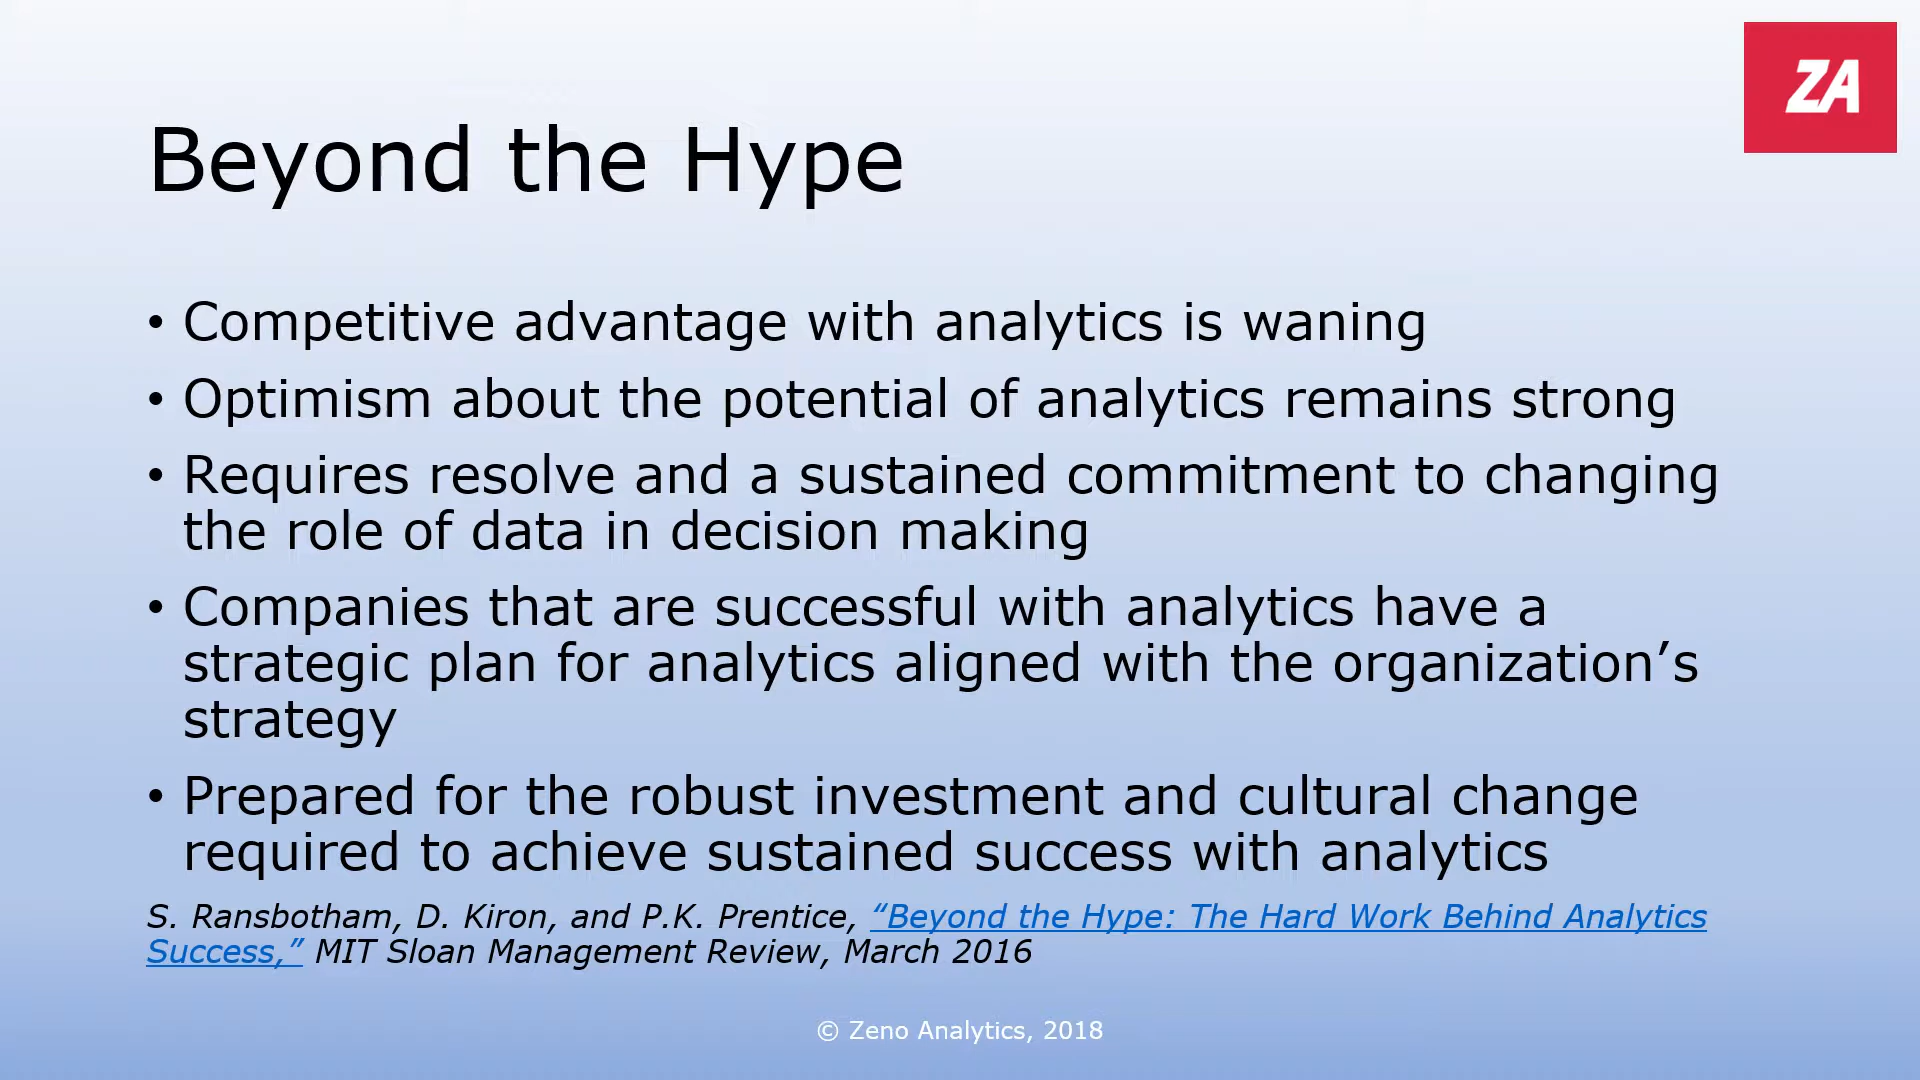 ZA
Beyond the Hype
• Competitive advantage with analytics is waning
• Optimism about the potential of analytics remains strong
• Requires resolve and a sustained commitment to changing
the role of data in decision making
• Companies that are successful with analytics have a
strategic plan for analytics aligned with the organization’s
strategy
• Prepared for the robust investment and cultural change
required to achieve sustained success with analytics
S. Ransbotham, D. Kiron, and P.K. Prentice, “Beyond the Hype: The Hard Work Behind Analytics
Success,” MIT Sloan Management Review, March 2016
© Zeno Analytics, 2018